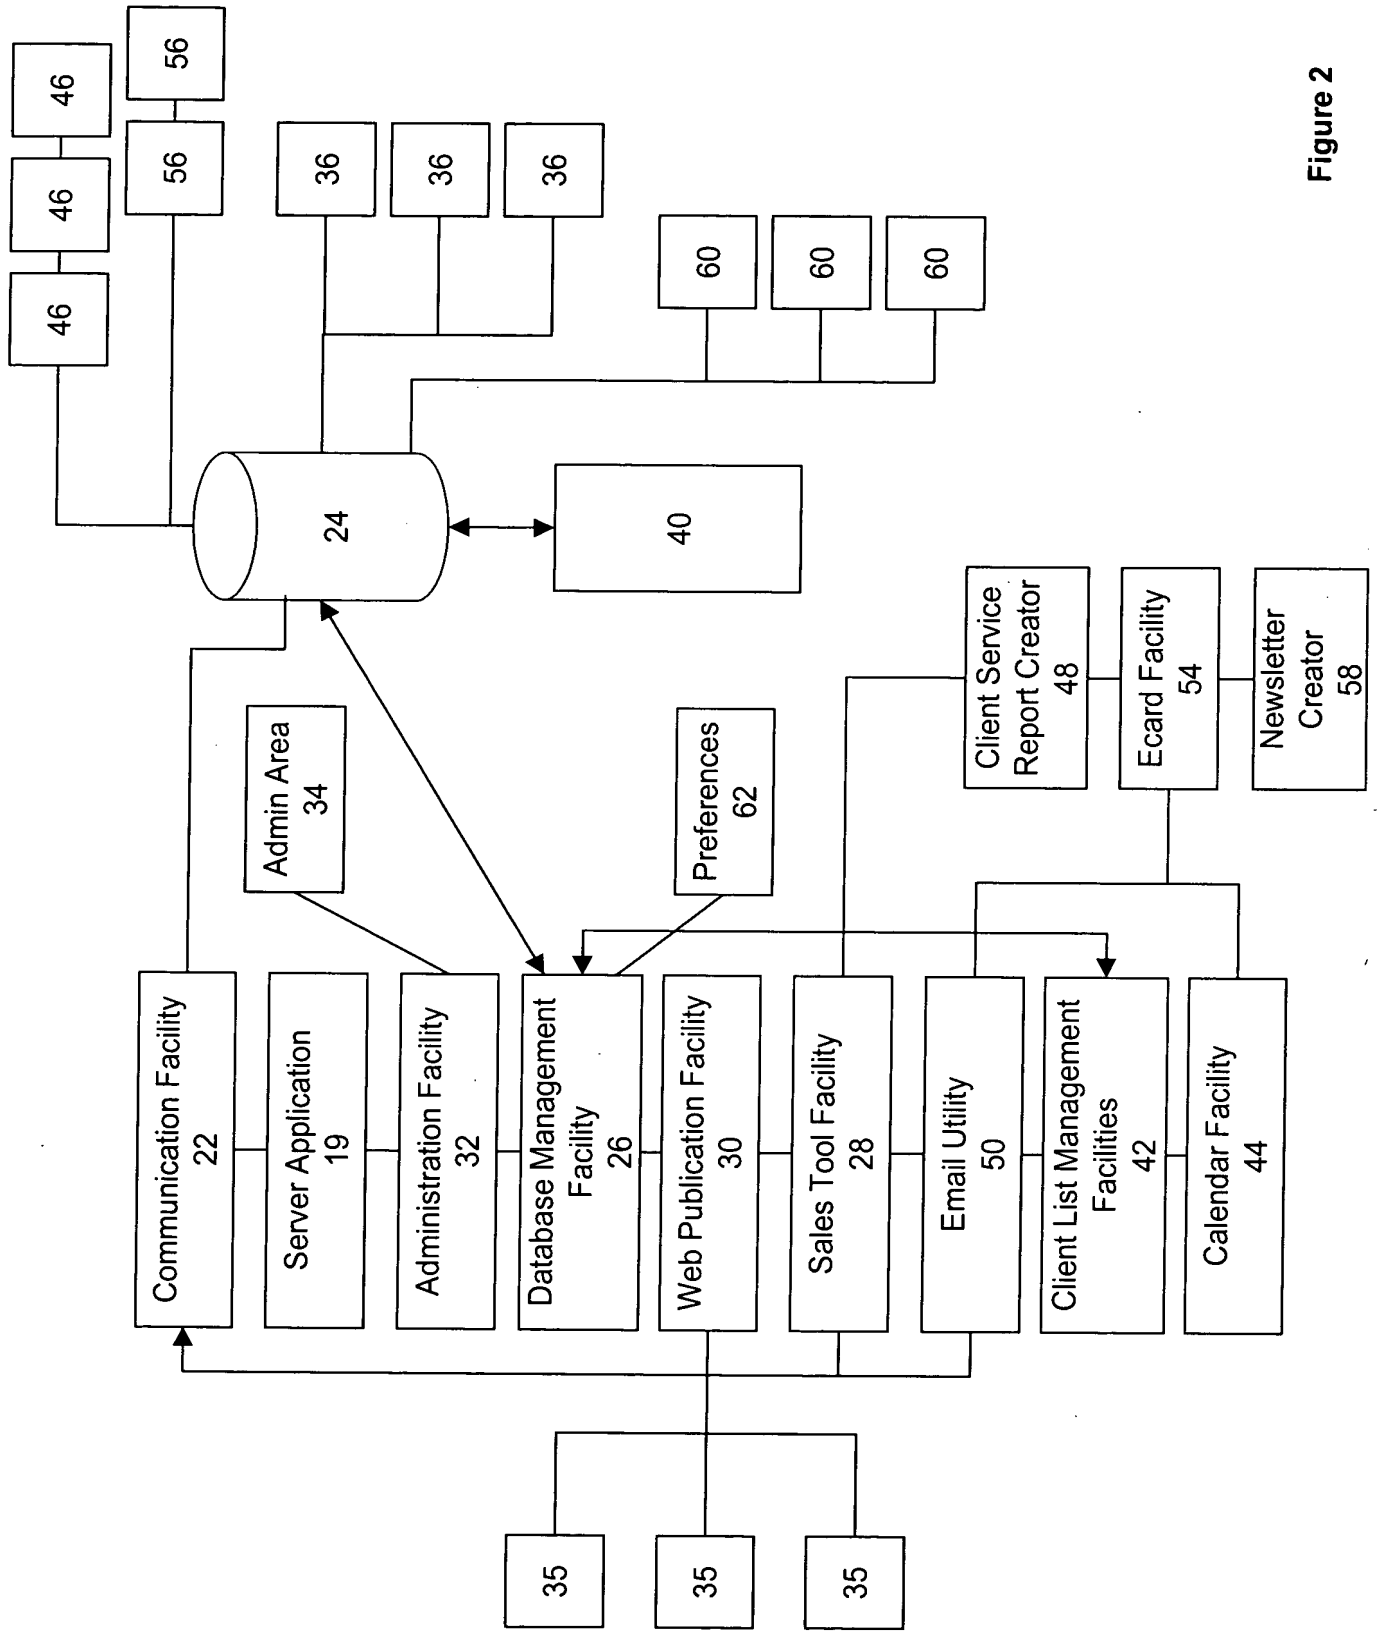 46
46
46
56
56
36
36
36
60
60
60
24
40
Admin Area
34
Preferences
62
Client Service
Report Creator
48
Ecard Facility
54
Newsletter
Creator
58
Communication Facility
22
Server Application
19
Administration Facility
32
Database Management
Facility
26
Web Publication Facility
30
Sales Tool Facility
28
Email Utility
50
Client List Management
Facilities
42
Calendar Facility
44
35
35
35
Figure 2